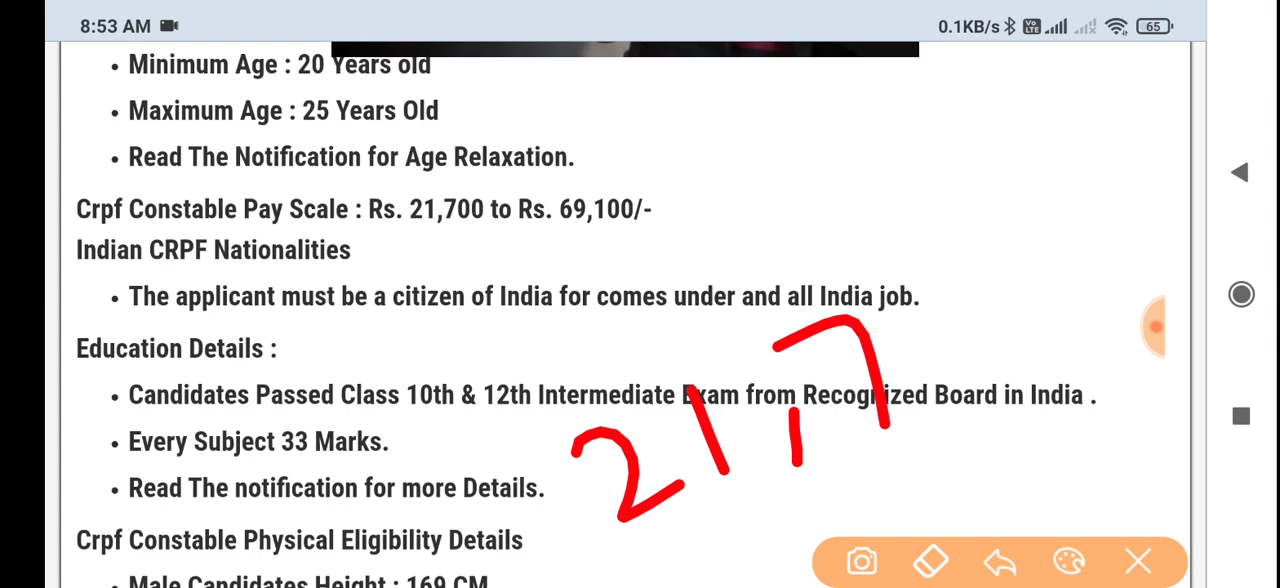 8:53 AM 0.1KB/s Vo LTE 65
• Minimum Age : 20 Years old
• Maximum Age : 25 Years Old
• Read The Notification for Age Relaxation.
Crpf Constable Pay Scale : Rs. 21,700 to Rs. 69,100/-
Indian CRPF Nationalities
• The applicant must be a citizen of India for comes under and all India job.
Education Details :
• Candidates Passed Class 10th & 12th Intermediate Exam from Recognized Board in India .
• Every Subject 33 Marks.
21,7
• Read The notification for more Details.
Crpf Constable Physical Eligibility Details
• Male Candidates Height : 169 CM